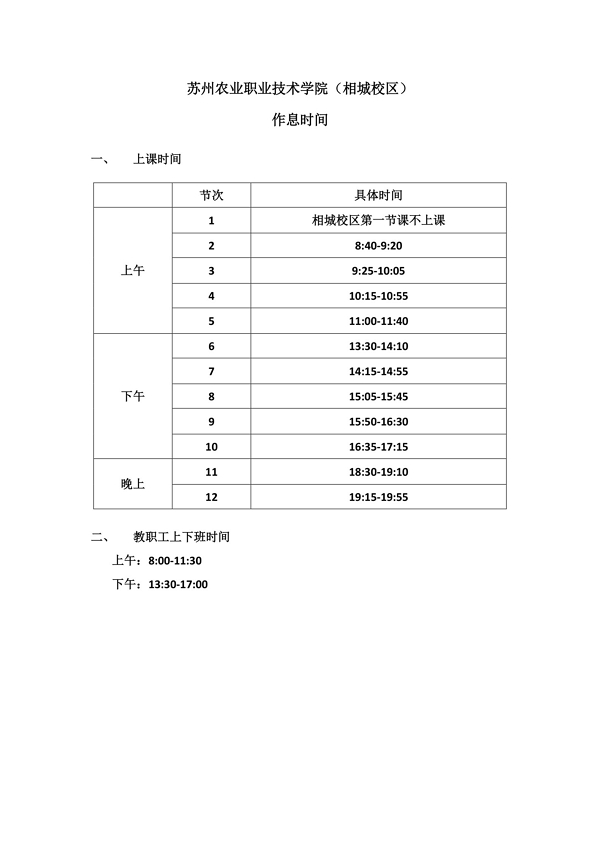 苏州农业职业技术学院（相城校区）
作息时间
一、 上课时间
节次 具体时间
上午
1 相城校区第一节课不上课
2 8:40-9:20
3 9:25-10:05
4 10:15-10:55
5 11:00-11:40
下午
6 13:30-14:10
7 14:15-14:55
8 15:05-15:45
9 15:50-16:30
10 16:35-17:15
晚上
11 18:30-19:10
12 19:15-19:55
二、 教职工上下班时间
上午：8:00-11:30
下午：13:30-17:00